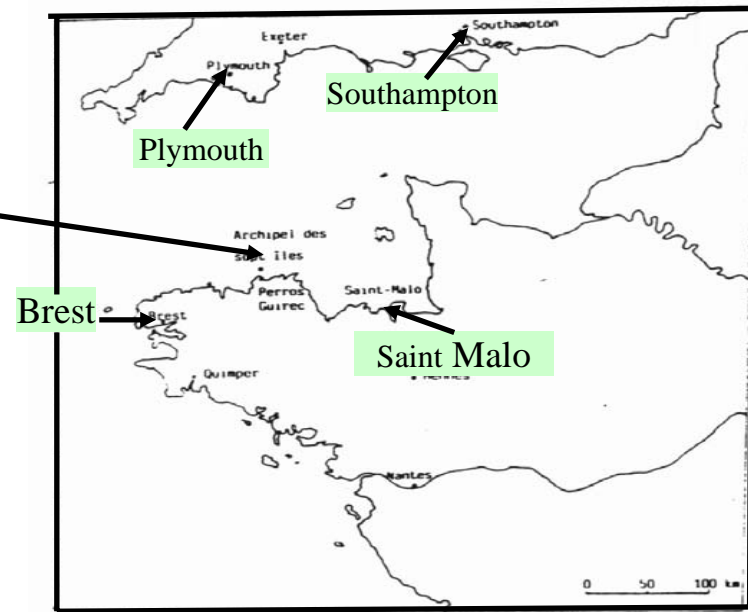 Southampton
Exeter
Plymouth
Southampton
Plymouth
Archipel des
sept îles
Saint-Malo
Perros
Guirec
Brest
Brest
Saint Malo
Quimper
Rennes
Nantes
0 50 100 km